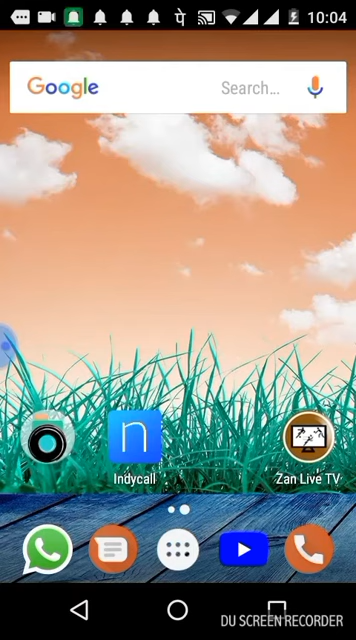 10:04
Google
Search...
Indycall
Zan Live TV
DU SCREEN RECORDER